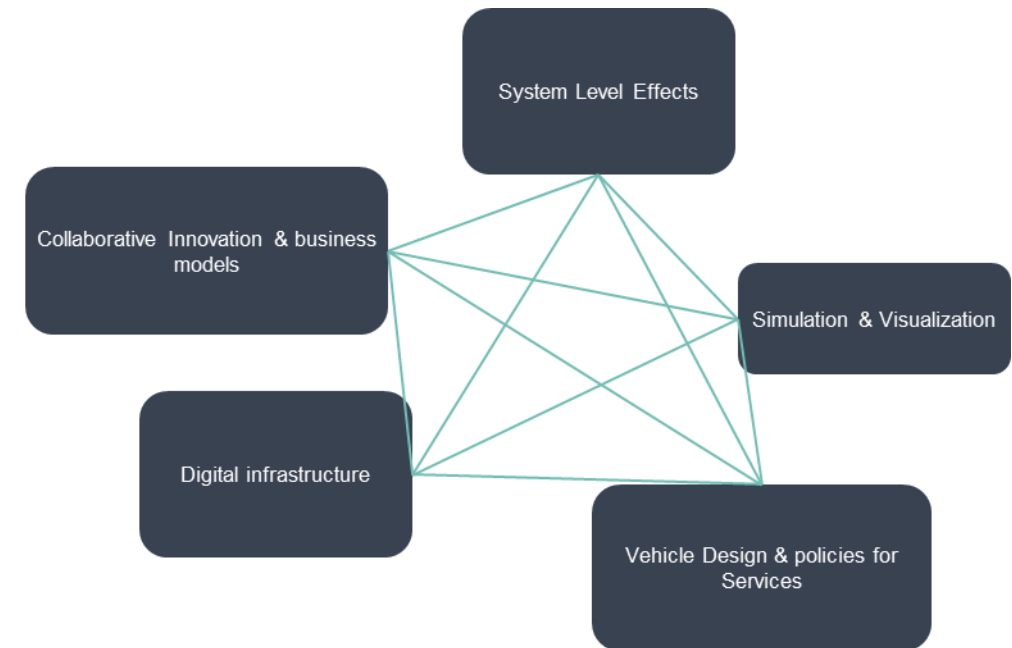 System Level Effects
Collaborative Innovation & business
models
Simulation & Visualization
Digital infrastructure
Vehicle Design & policies for
Services